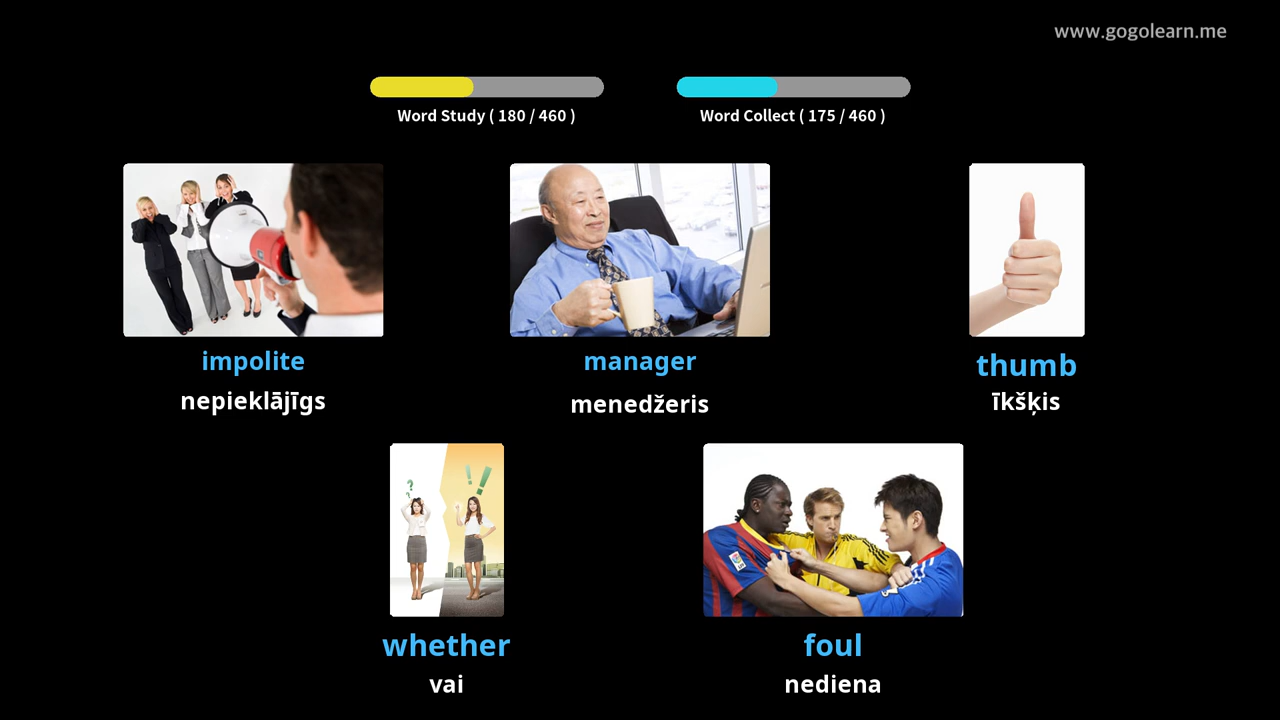 www.gogolearn.me
Word Study ( 180 / 460 )
Word Collect ( 175 / 460 )
impolite
nepieklājīgs
manager
menedžeris
thumb
īkšķis
whether
vai
foul
nediena